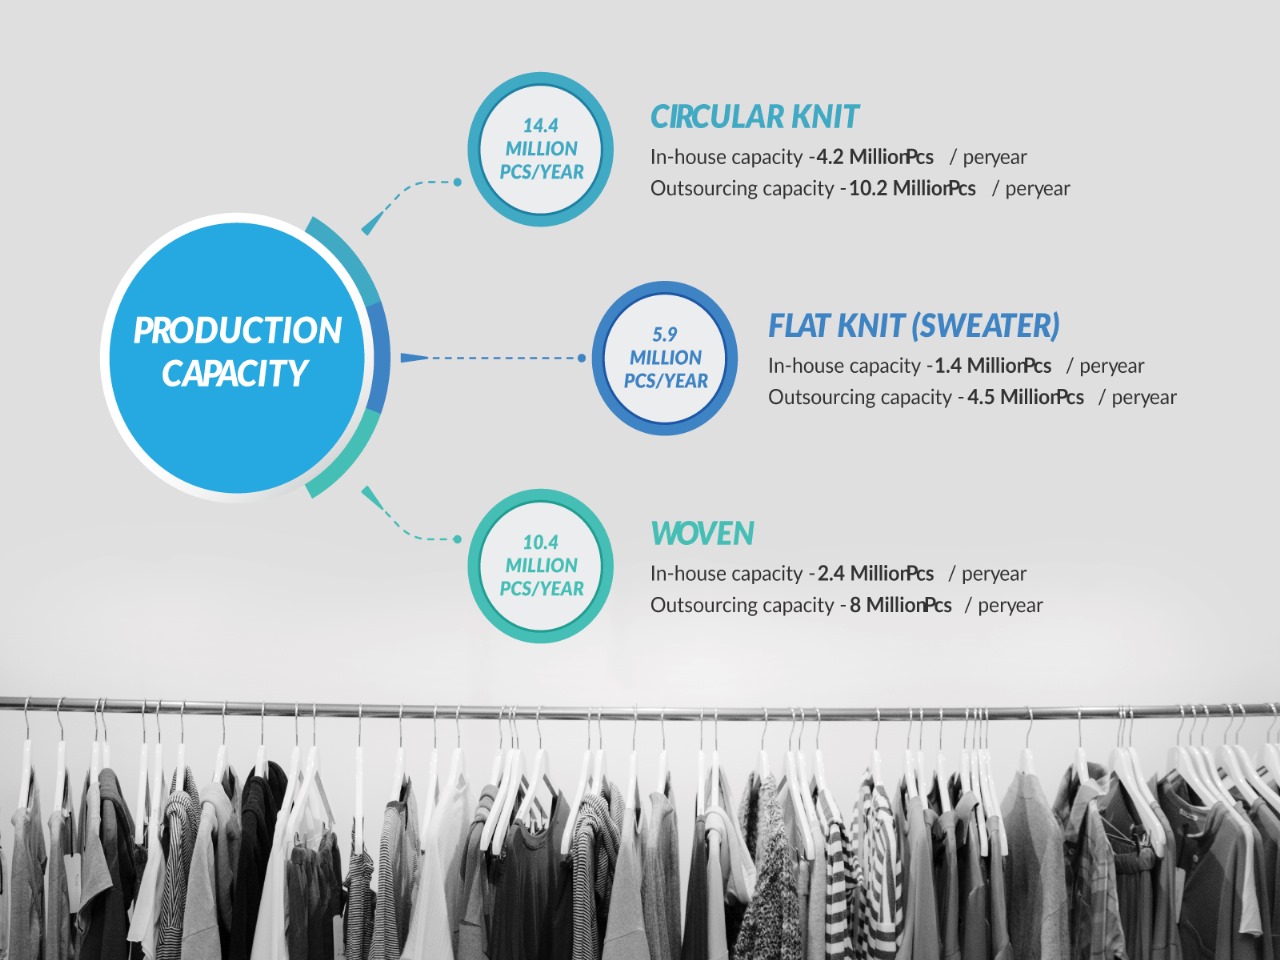 PRODUCTION
CAPACITY
14.4
MILLION
PCS/YEAR
CIRCULAR KNIT
In-house capacity -4.2 MillionPcs / peryear
Outsourcing capacity -10.2 MillionPcs / peryear
5.9
MILLION
PCS/YEAR
FLAT KNIT (SWEATER)
In-house capacity -1.4 MillionPcs / peryear
Outsourcing capacity -4.5 MillionPcs / peryear
10.4
MILLION
PCS/YEAR
WOVEN
In-house capacity -2.4 MillionPcs / peryear
Outsourcing capacity -8 MillionPcs / peryear